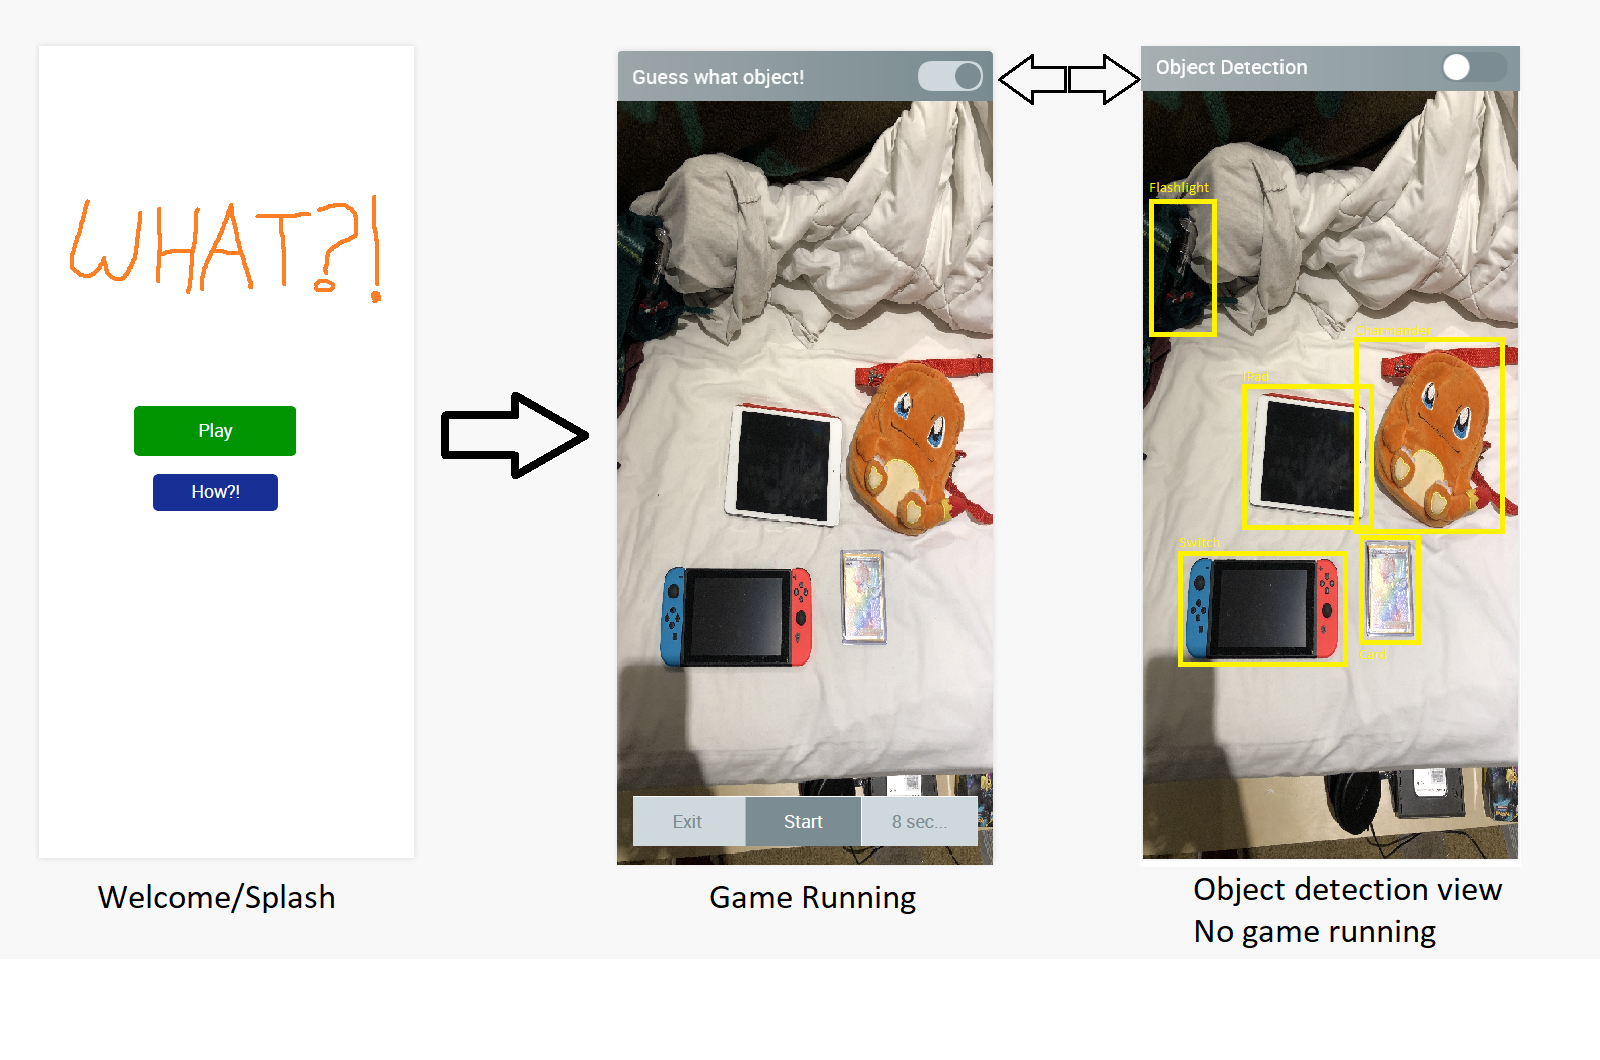 WHAT?!
Play
How?!
Welcome/Splash
Guess what object!
Exit
Start
8 sec...
Game Running
Object Detection
Flashlight
Charmander
iPad
Switch
Card
Object detection view
No game running